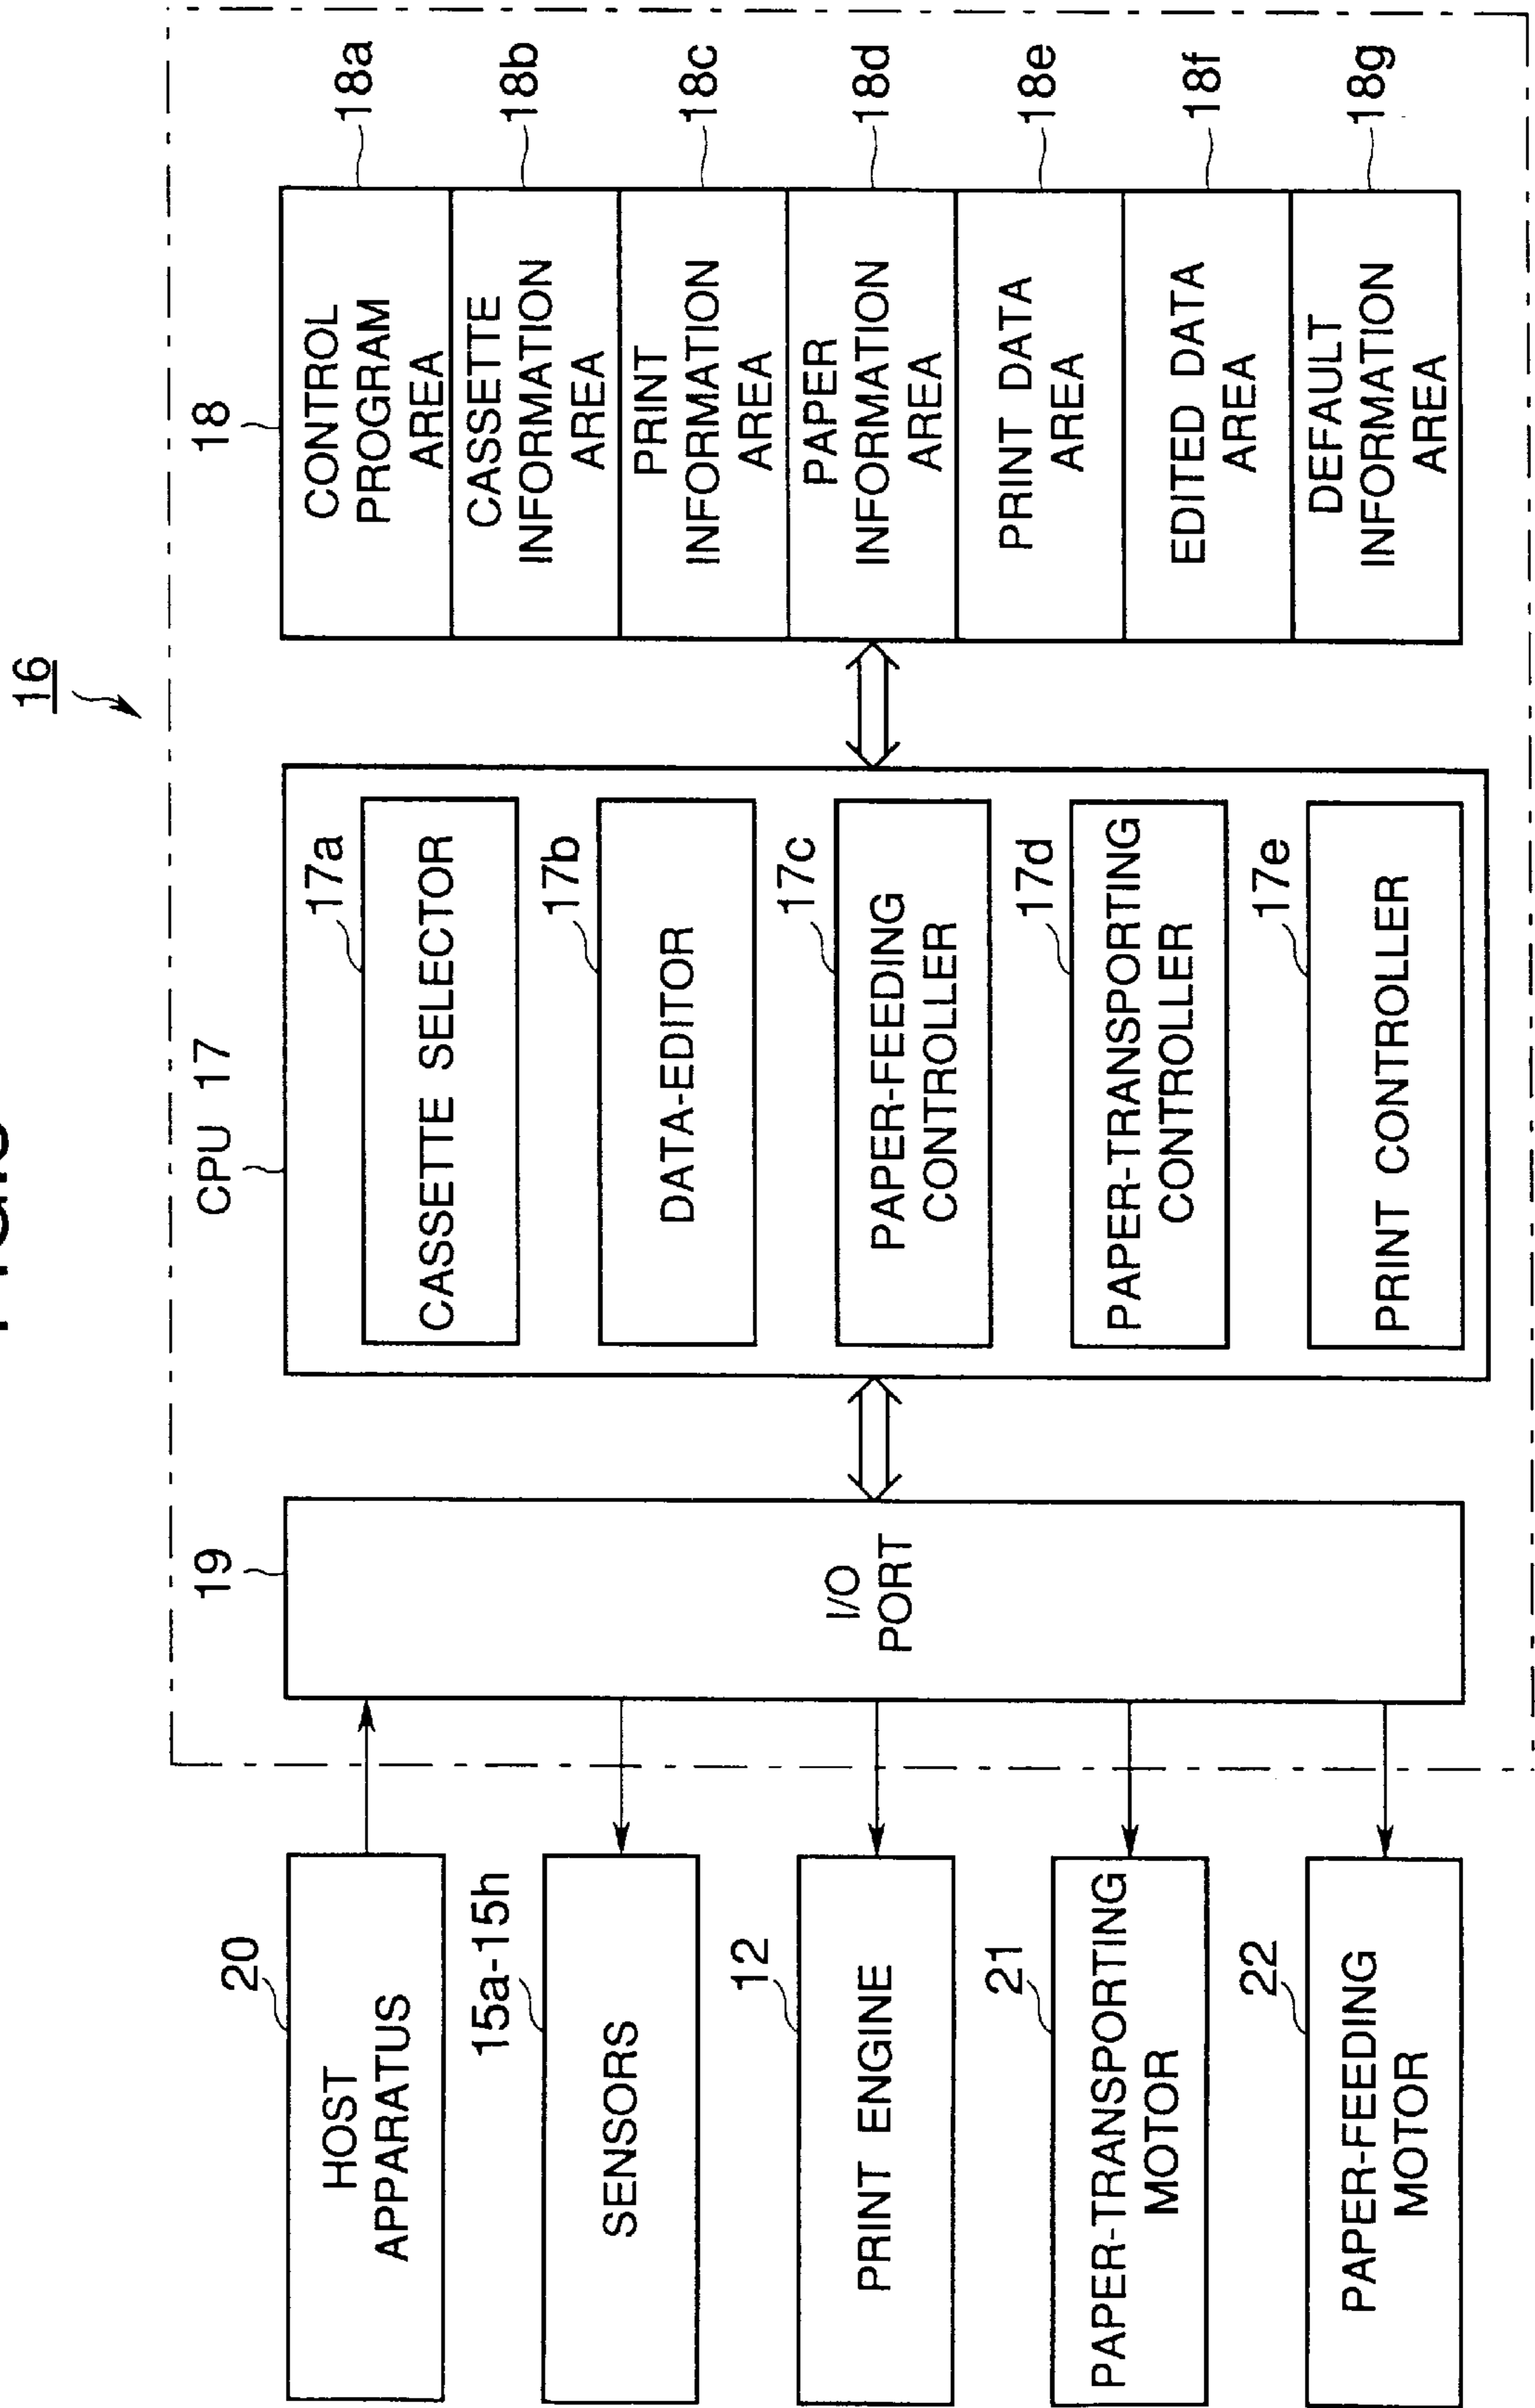 16
20
HOST
APPARATUS
15a-15h
SENSORS
12
PRINT ENGINE
21
PAPER-TRANSPORTING
MOTOR
22
PAPER-FEEDING
MOTOR
19
I/O
PORT
CPU 17
17a
CASSETTE SELECTOR
17b
DATA-EDITOR
17c
PAPER-FEEDING
CONTROLLER
17d
PAPER-TRANSPORTING
CONTROLLER
17e
PRINT CONTROLLER
18
CONTROL
PROGRAM
AREA
18a
CASSETTE
INFORMATION
AREA
18b
PRINT
INFORMATION
AREA
18c
PAPER
INFORMATION
AREA
18d
PRINT DATA
AREA
18e
EDITED DATA
AREA
18f
DEFAULT
INFORMATION
AREA
18g